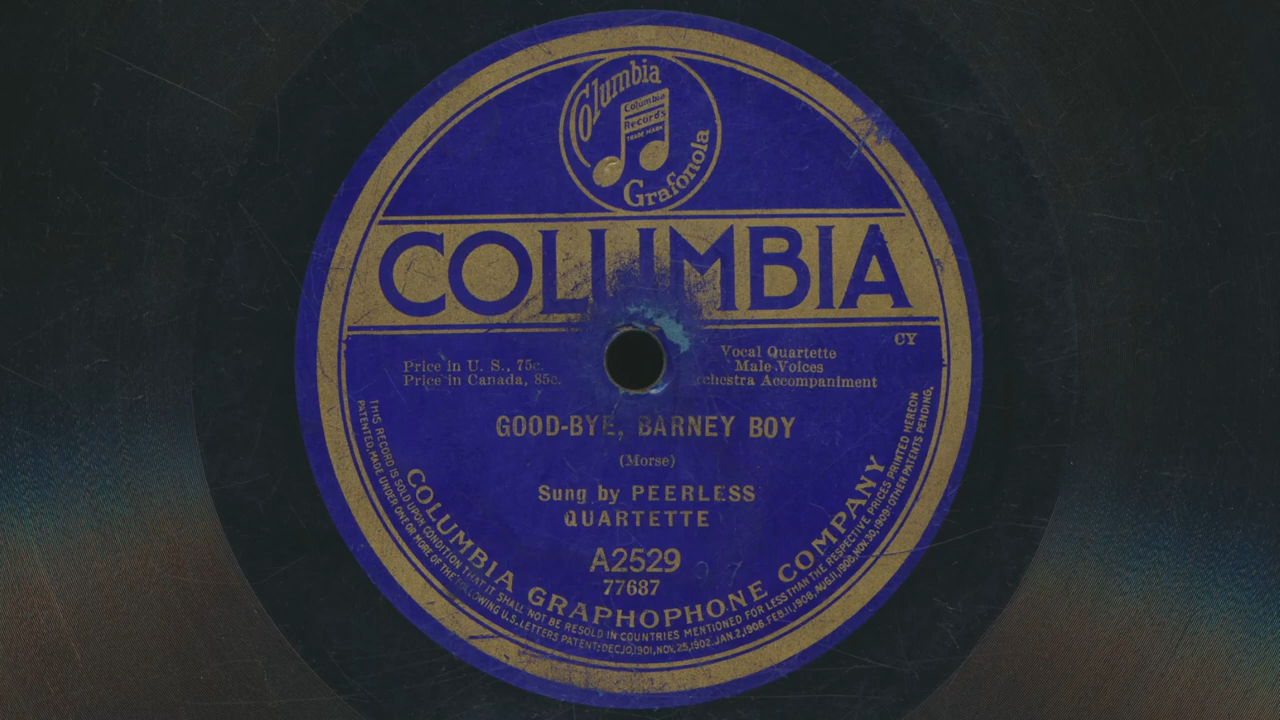 Columbia
Columbia
Records
TRADE MARK
Grafonola
COLUMBIA
CY
Price in U. S., 75c.
Price in Canada, 85c.
Vocal Quartette
Male Voices
rchestra Accompaniment
GOOD-BYE, BARNEY BOY
(Morse)
Sung by PEERLESS
QUARTETTE
A2529
77687
COLUMBIA GRAPHOPHONE COMPANY
THIS RECORD IS SOLD UPON CONDITION THAT IT SHALL NOT BE RESOLD IN COUNTRIES MENTIONED FOR LESS THAN THE RESPECTIVE PRICES PRINTED HEREON
PATENTED, MADE UNDER ONE OR MORE OF THE FOLLOWING U.S. LETTERS PATENT: DEC.10,1901, NOV.25,1902. JAN.2,1906. FEB.11,1908, AUG.11,1908, NOV.30,1909. OTHER PATENTS PENDING.